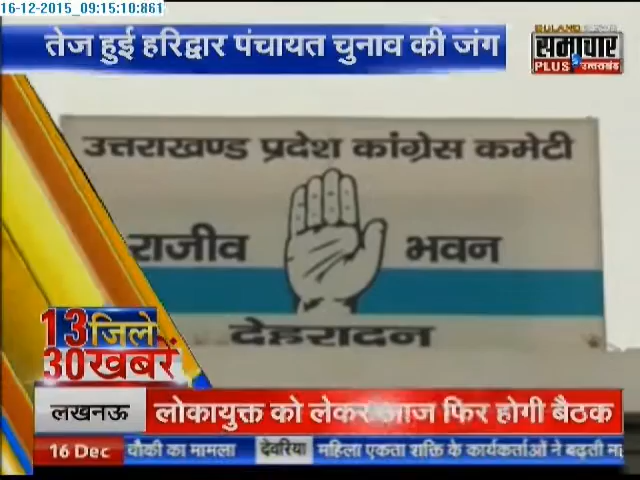 16-12-2015_09:15:10:861
तेज हुई हरिद्वार पंचायत चुनाव की जंग
समाचार
PLUS उत्तराखंड
उत्तराखण्ड प्रदेश कांग्रेस कमेटी
राजीव भवन
देहरादून
13 जिले
30 खबरें
लखनऊ लोकायुक्त को लेकर आज फिर होगी बैठक
16 Dec चौकी का मामला देवरिया महिला एकता शक्ति के कार्यकर्ताओं ने बढ़ती